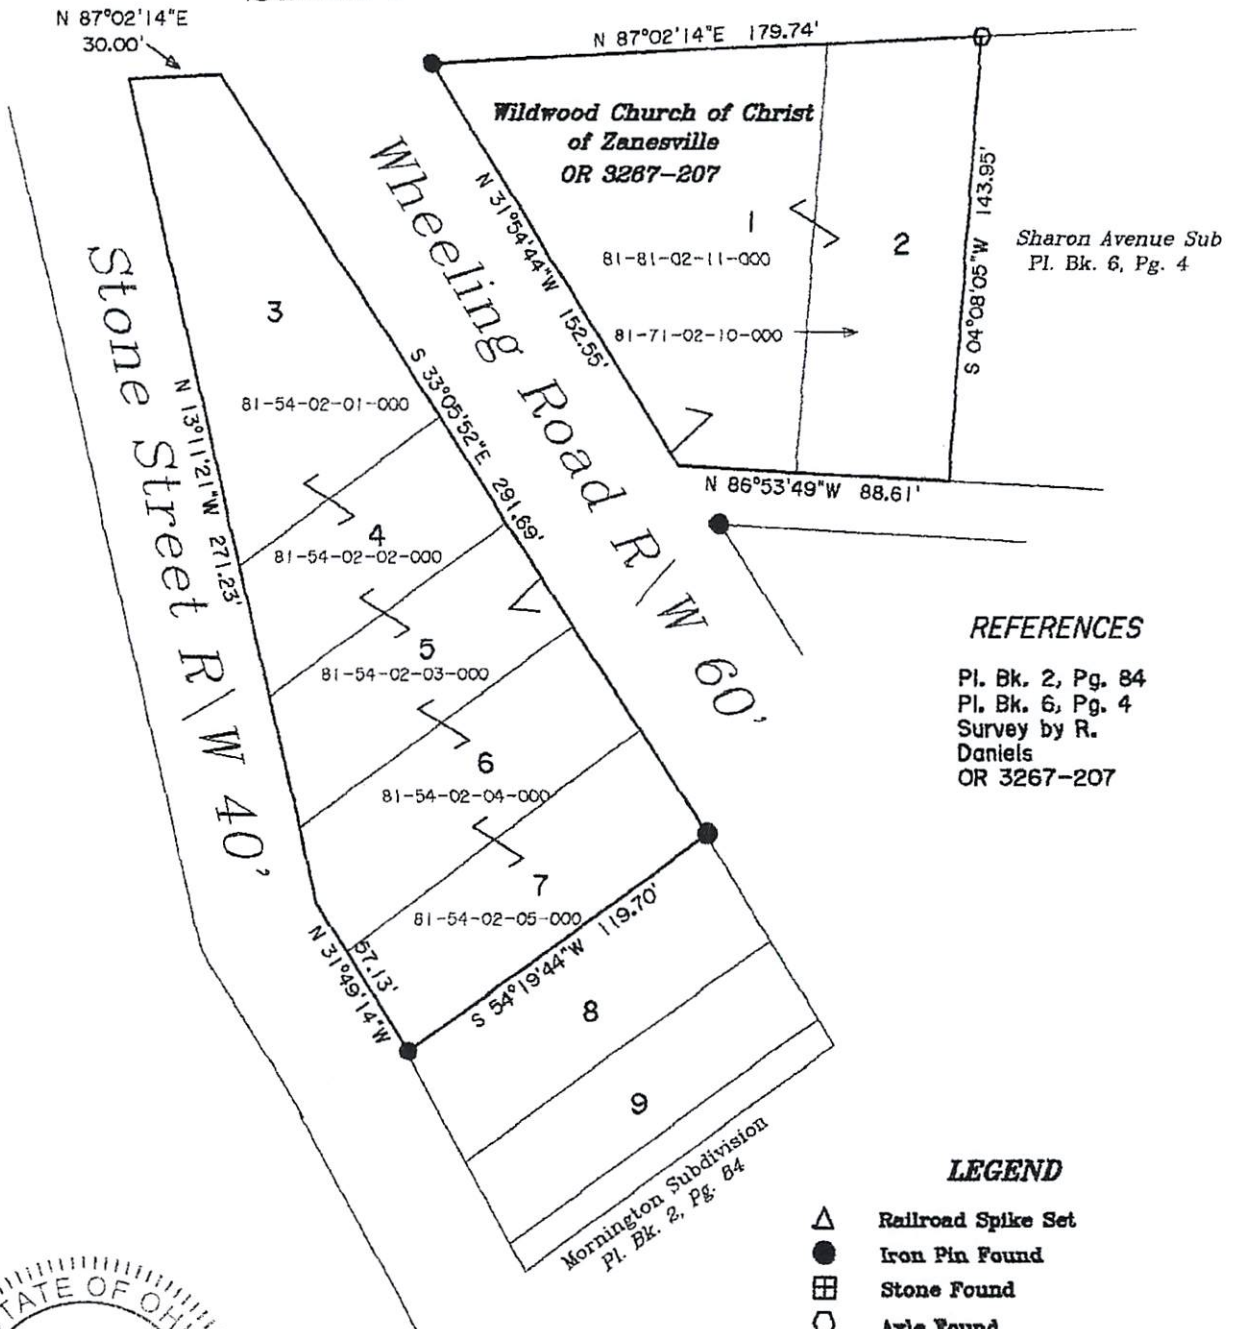 N 87°02'14"E
30.00'
N 87°02'14"E 179.74'
Wildwood Church of Christ
of Zanesville
OR 3267-207
Wheeling Road R\W 60'
N 31°54'44"W 152.55'
1
2
81-81-02-11-000
81-71-02-10-000
S 04°08'05"W 143.95'
Sharon Avenue Sub
Pl. Bk. 6, Pg. 4
N 86°53'49"W 88.61'
Stone Street R\W 40'
N 13°11'21"W 271.23'
3
81-54-02-01-000
S 33°05'52"E 291.69'
4
81-54-02-02-000
5
81-54-02-03-000
6
81-54-02-04-000
7
81-54-02-05-000
N 31°49'14"W
57.13'
S 54°19'44"W 119.70'
8
9
Mornington Subdivision
Pl. Bk. 2, Pg. 84
REFERENCES
Pl. Bk. 2, Pg. 84
Pl. Bk. 6, Pg. 4
Survey by R.
Daniels
OR 3267-207
LEGEND
Railroad Spike Set
Iron Pin Found
Stone Found
Axle Found
STATE OF OH